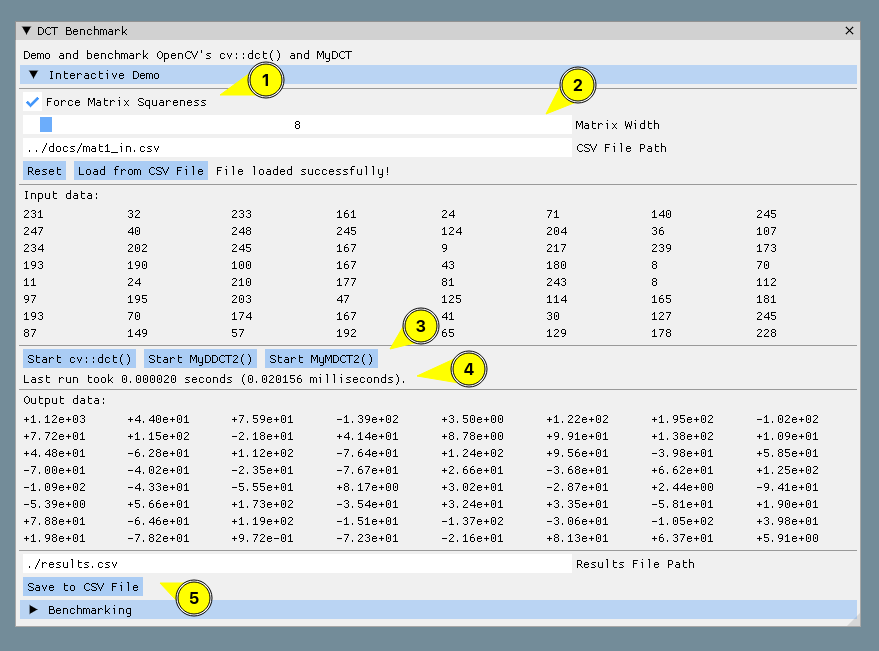 DCT Benchmark
Demo and benchmark OpenCV's cv::dct() and MyDCT
Interactive Demo
1
Force Matrix Squareness
2
8 Matrix Width
../docs/mat1_in.csv CSV File Path
Reset Load from CSV File File loaded successfully!
Input data:
231 32 233 161 24 71 140 245
247 40 248 245 124 204 36 107
234 202 245 167 9 217 239 173
193 190 100 167 43 180 8 70
11 24 210 177 81 243 8 112
97 195 203 47 125 114 165 181
193 70 174 167 41 30 127 245
87 149 57 192 65 129 178 228
3
Start cv::dct() Start MyDDCT2() Start MyMDCT2()
Last run took 0.000020 seconds (0.020156 milliseconds).
4
Output data:
+1.12e+03 +4.40e+01 +7.59e+01 -1.39e+02 +3.50e+00 +1.22e+02 +1.95e+02 -1.02e+02
+7.72e+01 +1.15e+02 -2.18e+01 +4.14e+01 +8.78e+00 +9.91e+01 +1.38e+02 +1.09e+01
+4.48e+01 -6.28e+01 +1.12e+02 -7.64e+01 +1.24e+02 +9.56e+01 -3.98e+01 +5.85e+01
-7.00e+01 -4.02e+01 -2.35e+01 -7.67e+01 +2.66e+01 -3.68e+01 +6.62e+01 +1.25e+02
-1.09e+02 -4.33e+01 -5.55e+01 +8.17e+00 +3.02e+01 -2.87e+01 +2.44e+00 -9.41e+01
-5.39e+00 +5.66e+01 +1.73e+02 -3.54e+01 +3.24e+01 +3.35e+01 -5.81e+01 +1.90e+01
+7.88e+01 -6.46e+01 +1.19e+02 -1.51e+01 -1.37e+02 -3.06e+01 -1.05e+02 +3.98e+01
+1.98e+01 -7.82e+01 +9.72e-01 -7.23e+01 -2.16e+01 +8.13e+01 +6.37e+01 +5.91e+00
./results.csv Results File Path
Save to CSV File
5
Benchmarking